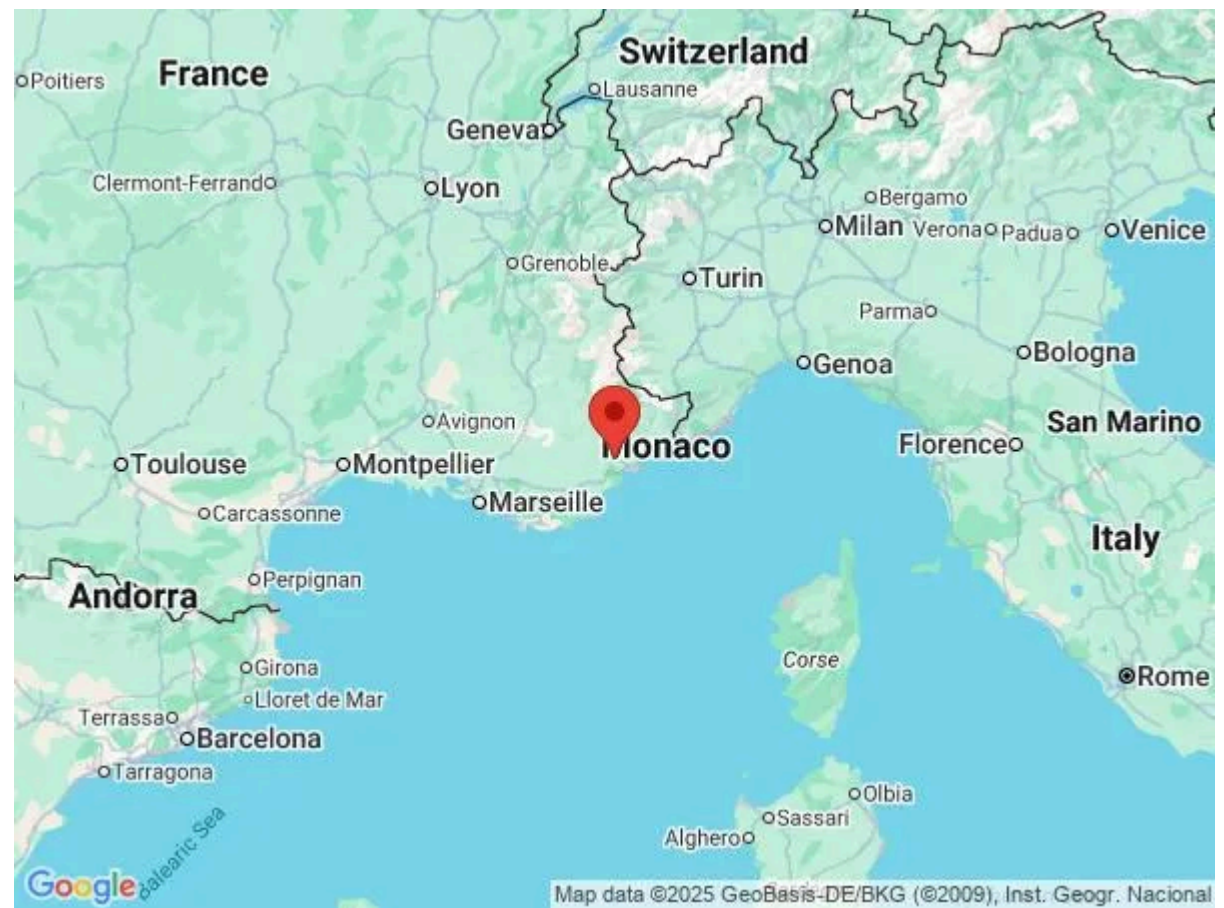 Switzerland
France
Poitiers
Lausanne
Geneva
Clermont-Ferrand
Lyon
Bergamo
Milan
Verona
Padua
Venice
Grenoble
Turin
Parma
Genoa
Bologna
Avignon
San Marino
Monaco
Florence
Toulouse
Montpellier
Marseille
Carcassonne
Italy
Perpignan
Andorra
Corse
Girona
Rome
Lloret de Mar
Terrassa
Barcelona
Tarragona
Olbia
Sassari
Alghero
Balearic Sea
Google
Map data ©2025 GeoBasis-DE/BKG (©2009), Inst. Geogr. Nacional